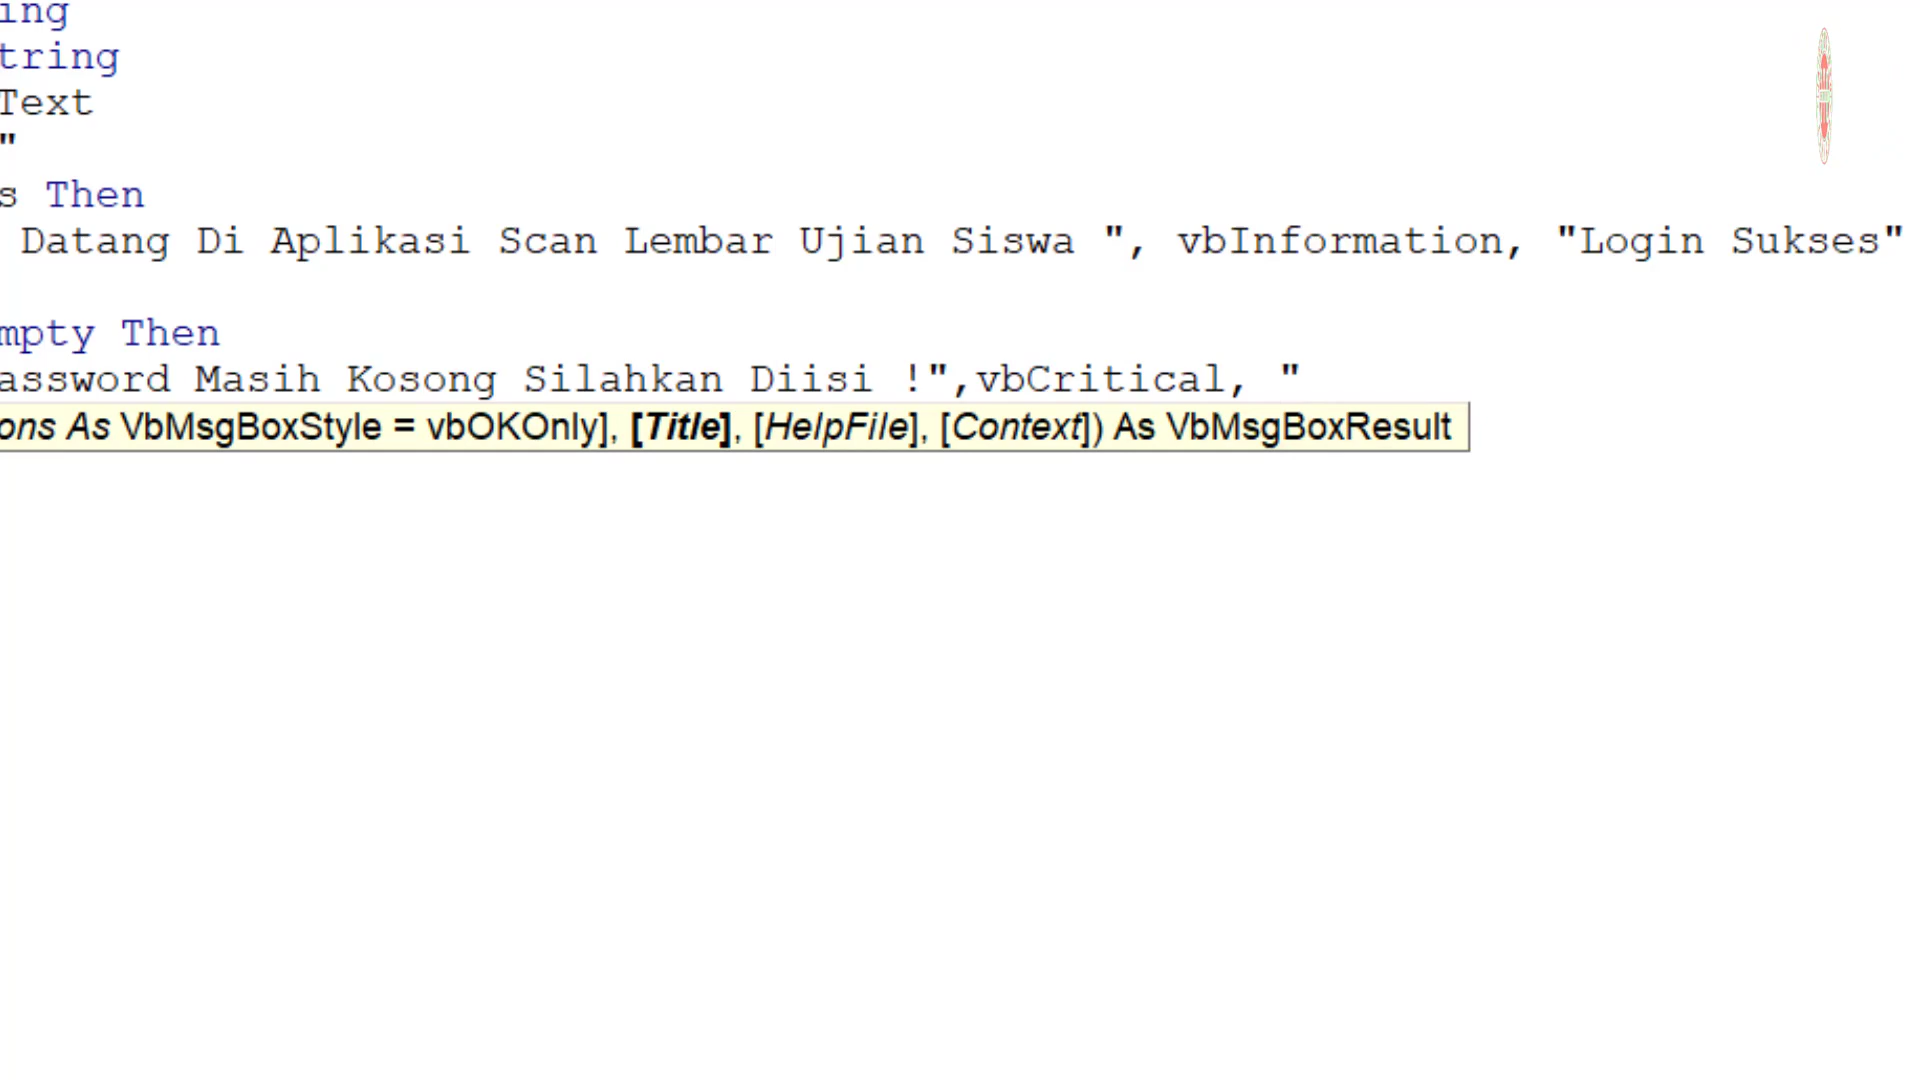 ing
tring
Text
"
s Then
Datang Di Aplikasi Scan Lembar Ujian Siswa ", vbInformation, "Login Sukses"
mpty Then
assword Masih Kosong Silahkan Diisi !",vbCritical, "
ons As VbMsgBoxStyle = vbOKOnly], [Title], [HelpFile], [Context]) As VbMsgBoxResult